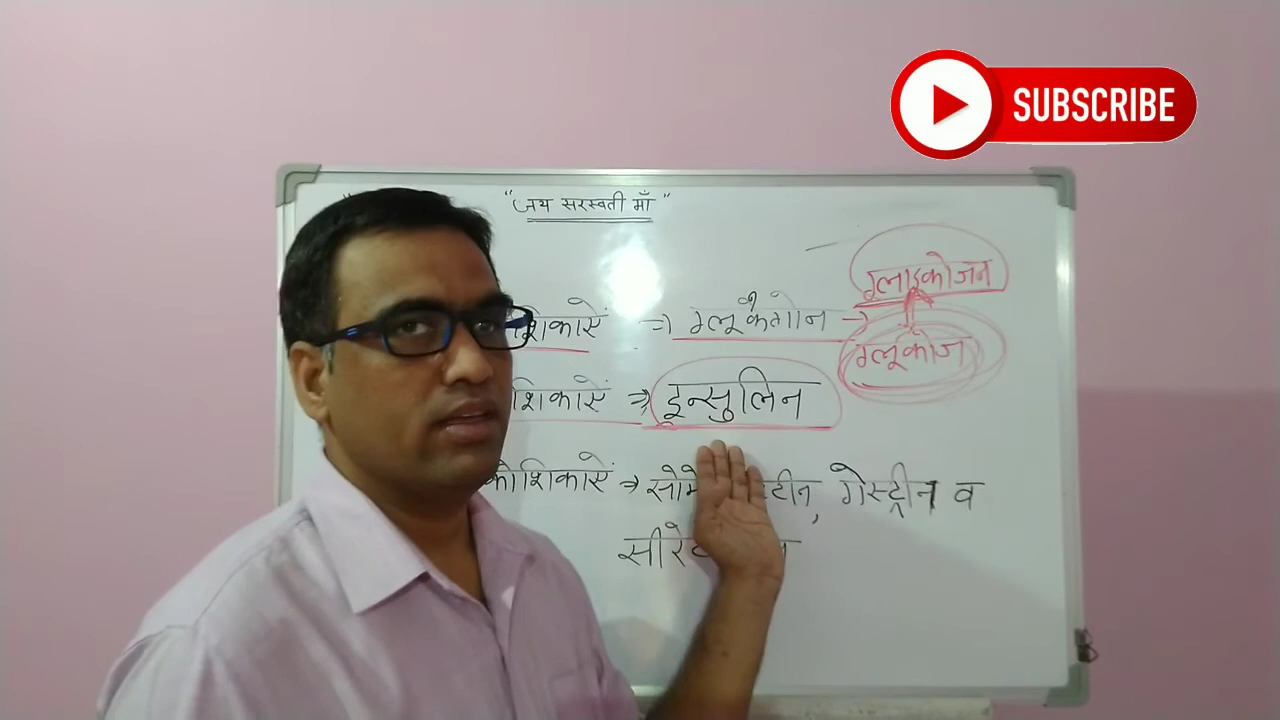 SUBSCRIBE
"जय सरस्वती माँ"
ग्लाइकोजन
शिकाऐं → ग्लूकैगोन →
ग्लूकोज
शिकाऐं → इन्सुलिन
कोशिकाऐं → गेस्ट्रीन व